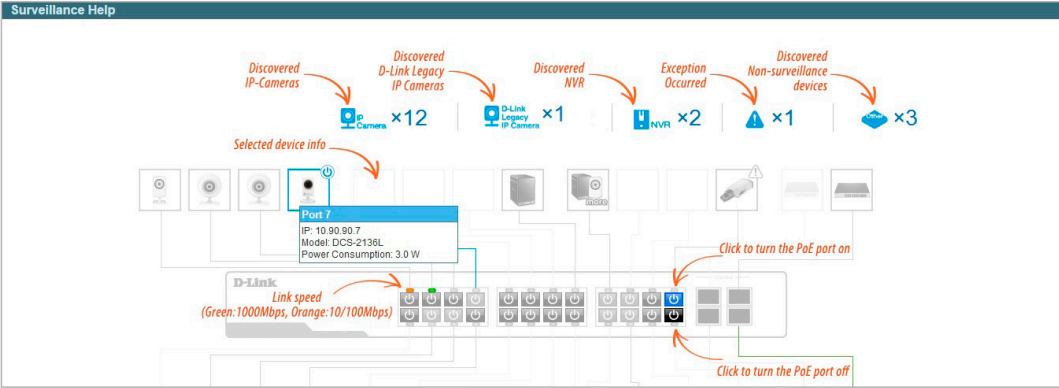 Surveillance Help
Discovered
IP-Cameras
Discovered
D-Link Legacy
IP Cameras
Discovered
NVR
Exception
Occurred
Discovered
Non-surveillance
devices
IP
Camera ×12
D-Link
Legacy
IP Camera ×1
NVR ×2
×1
Other ×3
Selected device info
more
Port 7
IP: 10.90.90.7
Model: DCS-2136L
Power Consumption: 3.0 W
Click to turn the PoE port on
D-Link
Link speed
(Green:1000Mbps, Orange:10/100Mbps)
Click to turn the PoE port off